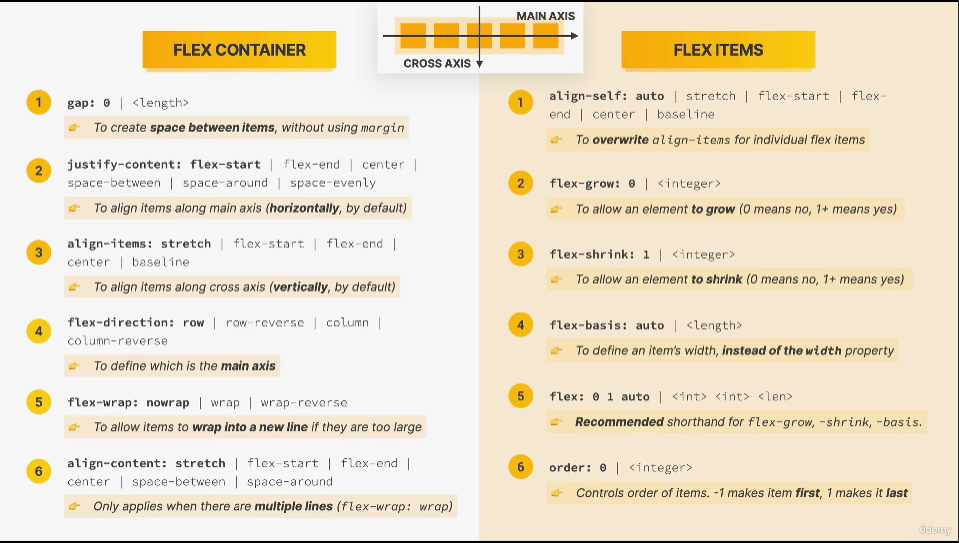 MAIN AXIS
CROSS AXIS
FLEX CONTAINER
1
gap: 0 | <length>
To create space between items, without using margin
2
justify-content: flex-start | flex-end | center |
space-between | space-around | space-evenly
To align items along main axis (horizontally, by default)
3
align-items: stretch | flex-start | flex-end |
center | baseline
To align items along cross axis (vertically, by default)
4
flex-direction: row | row-reverse | column |
column-reverse
To define which is the main axis
5
flex-wrap: nowrap | wrap | wrap-reverse
To allow items to wrap into a new line if they are too large
6
align-content: stretch | flex-start | flex-end |
center | space-between | space-around
Only applies when there are multiple lines (flex-wrap: wrap)
FLEX ITEMS
1
align-self: auto | stretch | flex-start | flex-
end | center | baseline
To overwrite align-items for individual flex items
2
flex-grow: 0 | <integer>
To allow an element to grow (0 means no, 1+ means yes)
3
flex-shrink: 1 | <integer>
To allow an element to shrink (0 means no, 1+ means yes)
4
flex-basis: auto | <length>
To define an item's width, instead of the width property
5
flex: 0 1 auto | <int> <int> <len>
Recommended shorthand for flex-grow, -shrink, -basis.
6
order: 0 | <integer>
Controls order of items. -1 makes item first, 1 makes it last
ûdemy